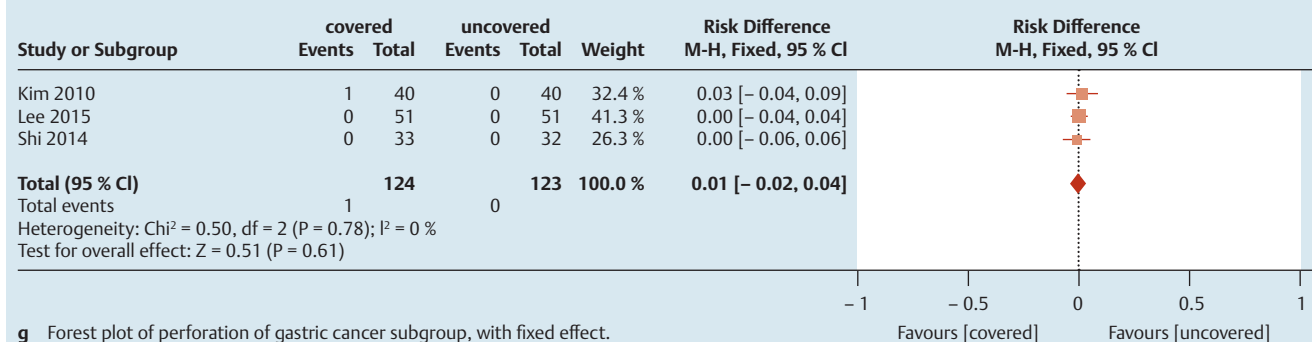 covered uncovered Risk Difference Risk Difference
Study or Subgroup Events Total Events Total Weight M-H, Fixed, 95 % Cl M-H, Fixed, 95 % Cl
Kim 2010 1 40 0 40 32.4 % 0.03 [– 0.04, 0.09]
Lee 2015 0 51 0 51 41.3 % 0.00 [– 0.04, 0.04]
Shi 2014 0 33 0 32 26.3 % 0.00 [– 0.06, 0.06]
Total (95 % Cl) 124 123 100.0 % 0.01 [– 0.02, 0.04]
Total events 1 0
Heterogeneity: Chi² = 0.50, df = 2 (P = 0.78); l² = 0 %
Test for overall effect: Z = 0.51 (P = 0.61)
– 1 – 0.5 0 0.5 1
g Forest plot of perforation of gastric cancer subgroup, with fixed effect. Favours [covered] Favours [uncovered]